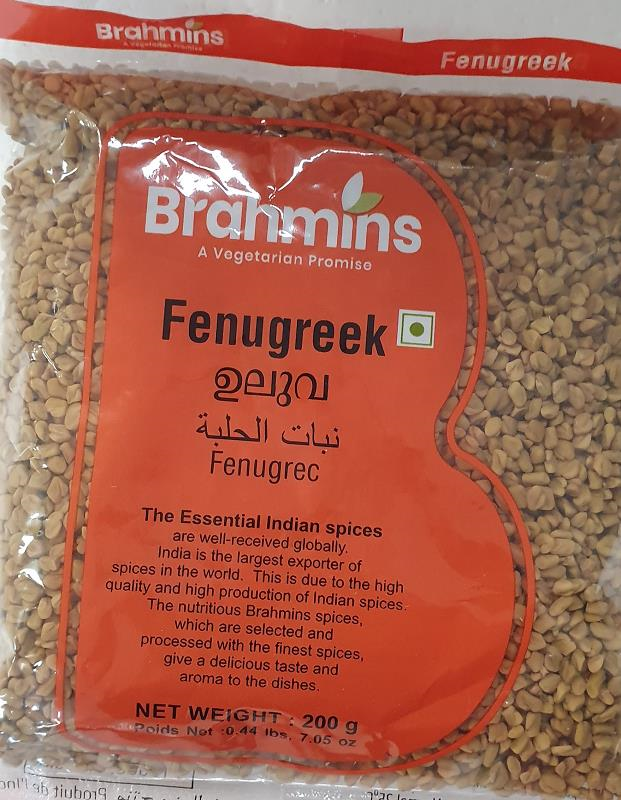 Brahmins
A Vegetarian Promise
Fenugreek
Brahmins
A Vegetarian Promise
Fenugreek
ഉലുവ
نبات الحلبة
Fenugrec
The Essential Indian spices
are well-received globally.
India is the largest exporter of
spices in the world. This is due to the high
quality and high production of Indian spices.
The nutritious Brahmins spices,
which are selected and
processed with the finest spices,
give a delicious taste and
aroma to the dishes.
NET WEIGHT : 200 g
Poids Net :0.44 lbs, 7.05 oz